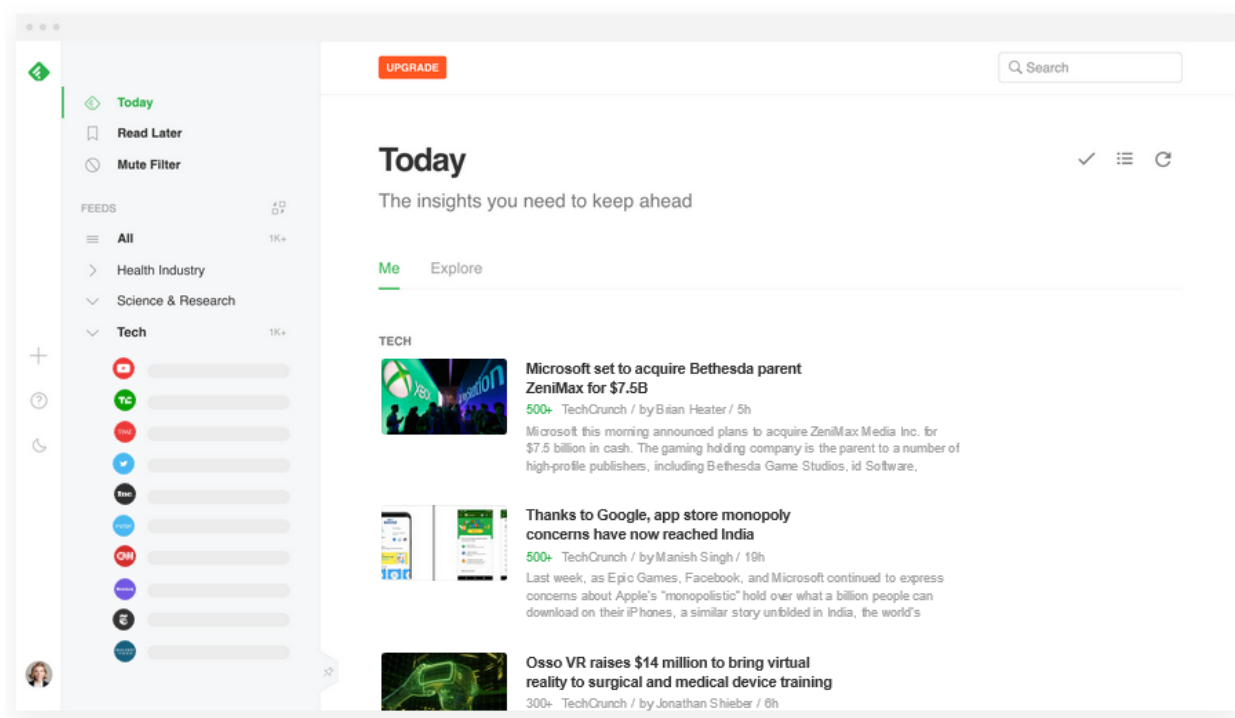 UPGRADE
Search
Today
Read Later
Mute Filter
FEEDS
All 1K+
Health Industry
Science & Research
Tech 1K+
TC
TMZ
Inc.
CNN
Today
The insights you need to keep ahead
Me Explore
TECH
XBOX
Microsoft set to acquire Bethesda parent
ZeniMax for $7.5B
500+ TechCrunch / by Brian Heater / 5h
Microsoft this morning announced plans to acquire ZeniMax Media Inc. for
$7.5 billion in cash. The gaming holding company is the parent to a number of
high-profile publishers, including Bethesda Game Studios, id Software,
Thanks to Google, app store monopoly
concerns have now reached India
500+ TechCrunch / by Manish Singh / 19h
Last week, as Epic Games, Facebook, and Microsoft continued to express
concerns about Apple's "monopolistic" hold over what a billion people can
download on their iPhones, a similar story unfolded in India, the world's
Osso VR raises $14 million to bring virtual
reality to surgical and medical device training
300+ TechCrunch / by Jonathan Shieber / 6h